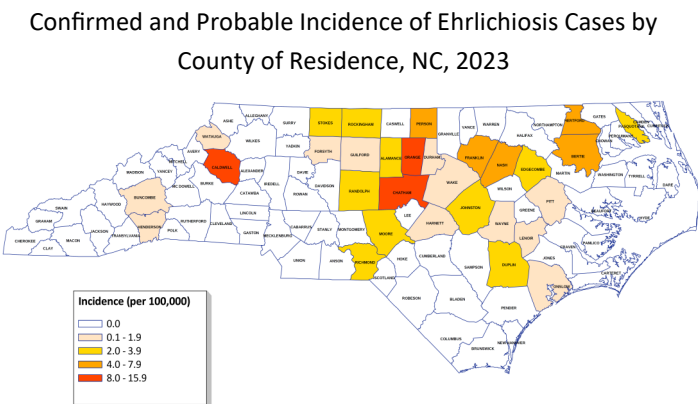 Confirmed and Probable Incidence of Ehrlichiosis Cases by
County of Residence, NC, 2023
ALLEGHANY
ASHE
SURRY
STOKES
ROCKINGHAM
CASWELL
PERSON
GRANVILLE
VANCE
WARREN
NORTHAMPTON
HERTFORD
GATES
CAMDEN
PASQUOTANK
PERQUIMANS
CHOWAN
HALIFAX
WATAUGA
WILKES
YADKIN
FORSYTH
GUILFORD
ALAMANCE
ORANGE
DURHAM
FRANKLIN
NASH
EDGECOMBE
BERTIE
MARTIN
WASHINGTON
TYRRELL
DARE
AVERY
MITCHELL
CALDWELL
ALEXANDER
IREDELL
DAVIE
DAVIDSON
RANDOLPH
CHATHAM
WAKE
WILSON
PITT
MADISON
YANCEY
MC DOWELL
BURKE
CATAWBA
ROWAN
BUNCOMBE
HAYWOOD
SWAIN
GRAHAM
CHEROKEE
CLAY
MACON
JACKSON
TRANSYLVANIA
HENDERSON
POLK
RUTHERFORD
CLEVELAND
LINCOLN
GASTON
MECKLENBURG
CABARRUS
STANLY
MONTGOMERY
MOORE
LEE
HARNETT
JOHNSTON
WAYNE
GREENE
LENOIR
CRAVEN
PAMLICO
HYDE
JONES
CARTERET
ONSLOW
DUPLIN
SAMPSON
CUMBERLAND
HOKE
SCOTLAND
RICHMOND
ANSON
UNION
ROBESON
BLADEN
PENDER
COLUMBUS
BRUNSWICK
NEW HANOVER
Incidence (per 100,000)
0.0
0.1 - 1.9
2.0 - 3.9
4.0 - 7.9
8.0 - 15.9